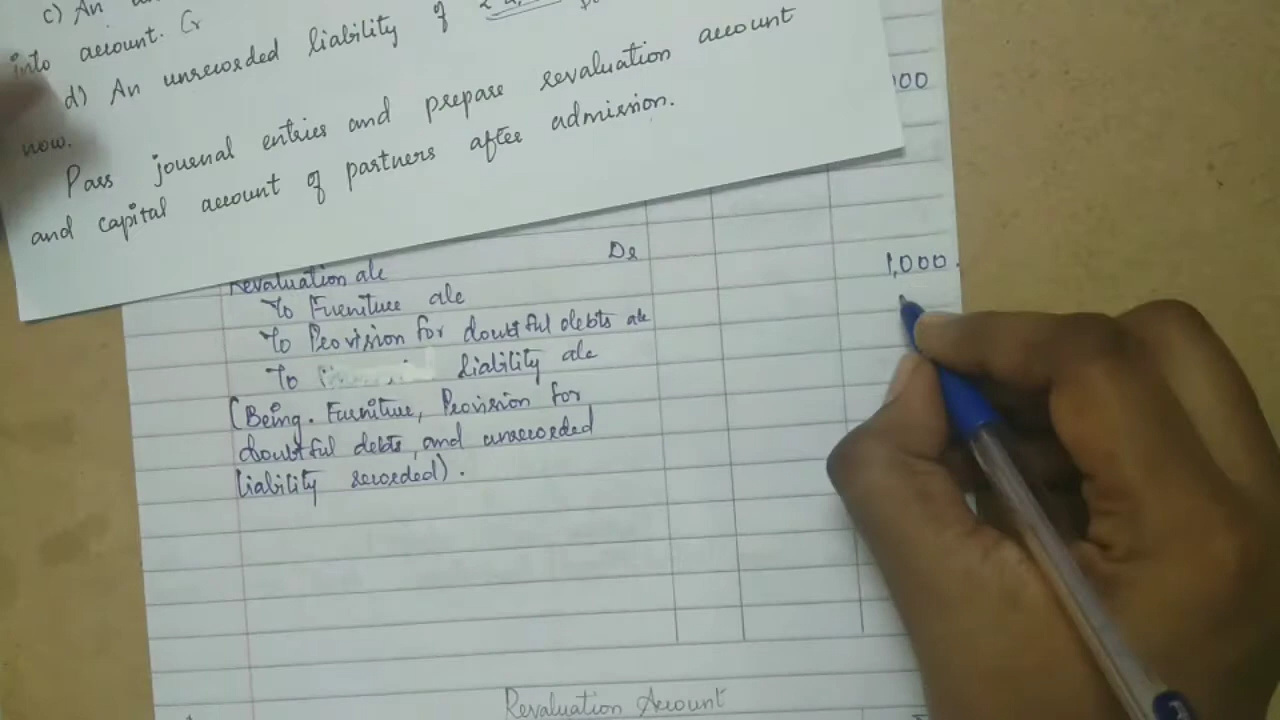 c) An
into account. Cr
d) An unrecorded liability of
now.
Pass journal entries and prepare revaluation account
and capital account of partners after admission.
00
Revaluation a/c Dr
1,000.
To Furniture a/c
To Provision for doubtful debts a/c
To liability a/c
(Being. Furniture, Provision for
doubtful debts, and unrecorded
liability recorded).
Revaluation Account